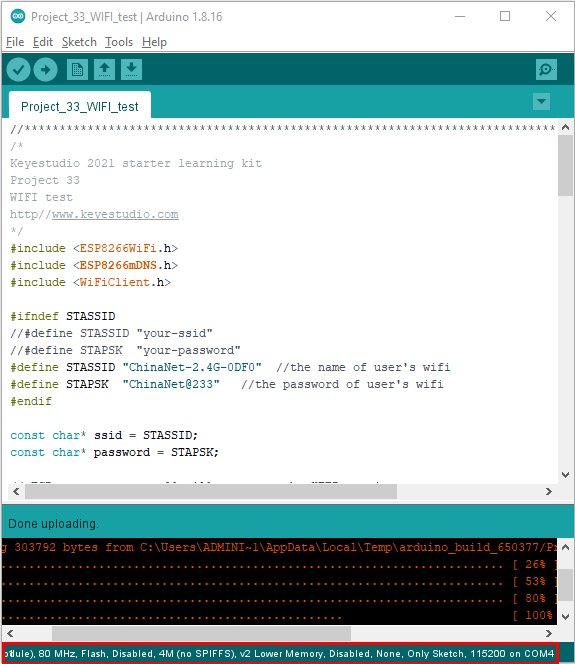 Project_33_WIFI_test | Arduino 1.8.16
File Edit Sketch Tools Help
Project_33_WIFI_test
//****************************************************************************
/*
Keyestudio 2021 starter learning kit
Project 33
WIFI test
http//www.keyestudio.com
*/
#include <ESP8266WiFi.h>
#include <ESP8266mDNS.h>
#include <WiFiClient.h>
#ifndef STASSID
//#define STASSID "your-ssid"
//#define STAPSK  "your-password"
#define STASSID "ChinaNet-2.4G-0DF0"  //the name of user's wifi
#define STAPSK  "ChinaNet@233"   //the password of user's wifi
#endif
const char* ssid = STASSID;
const char* password = STAPSK;
Done uploading.
g 303792 bytes from C:\Users\ADMINI~1\AppData\Local\Temp\arduino_build_650377/Pr
................................................................... [ 26% ]
................................................................... [ 53% ]
................................................................... [ 80% ]
................................................ [ 100%
dule), 80 MHz, Flash, Disabled, 4M (no SPIFFS), v2 Lower Memory, Disabled, None, Only Sketch, 115200 on COM4